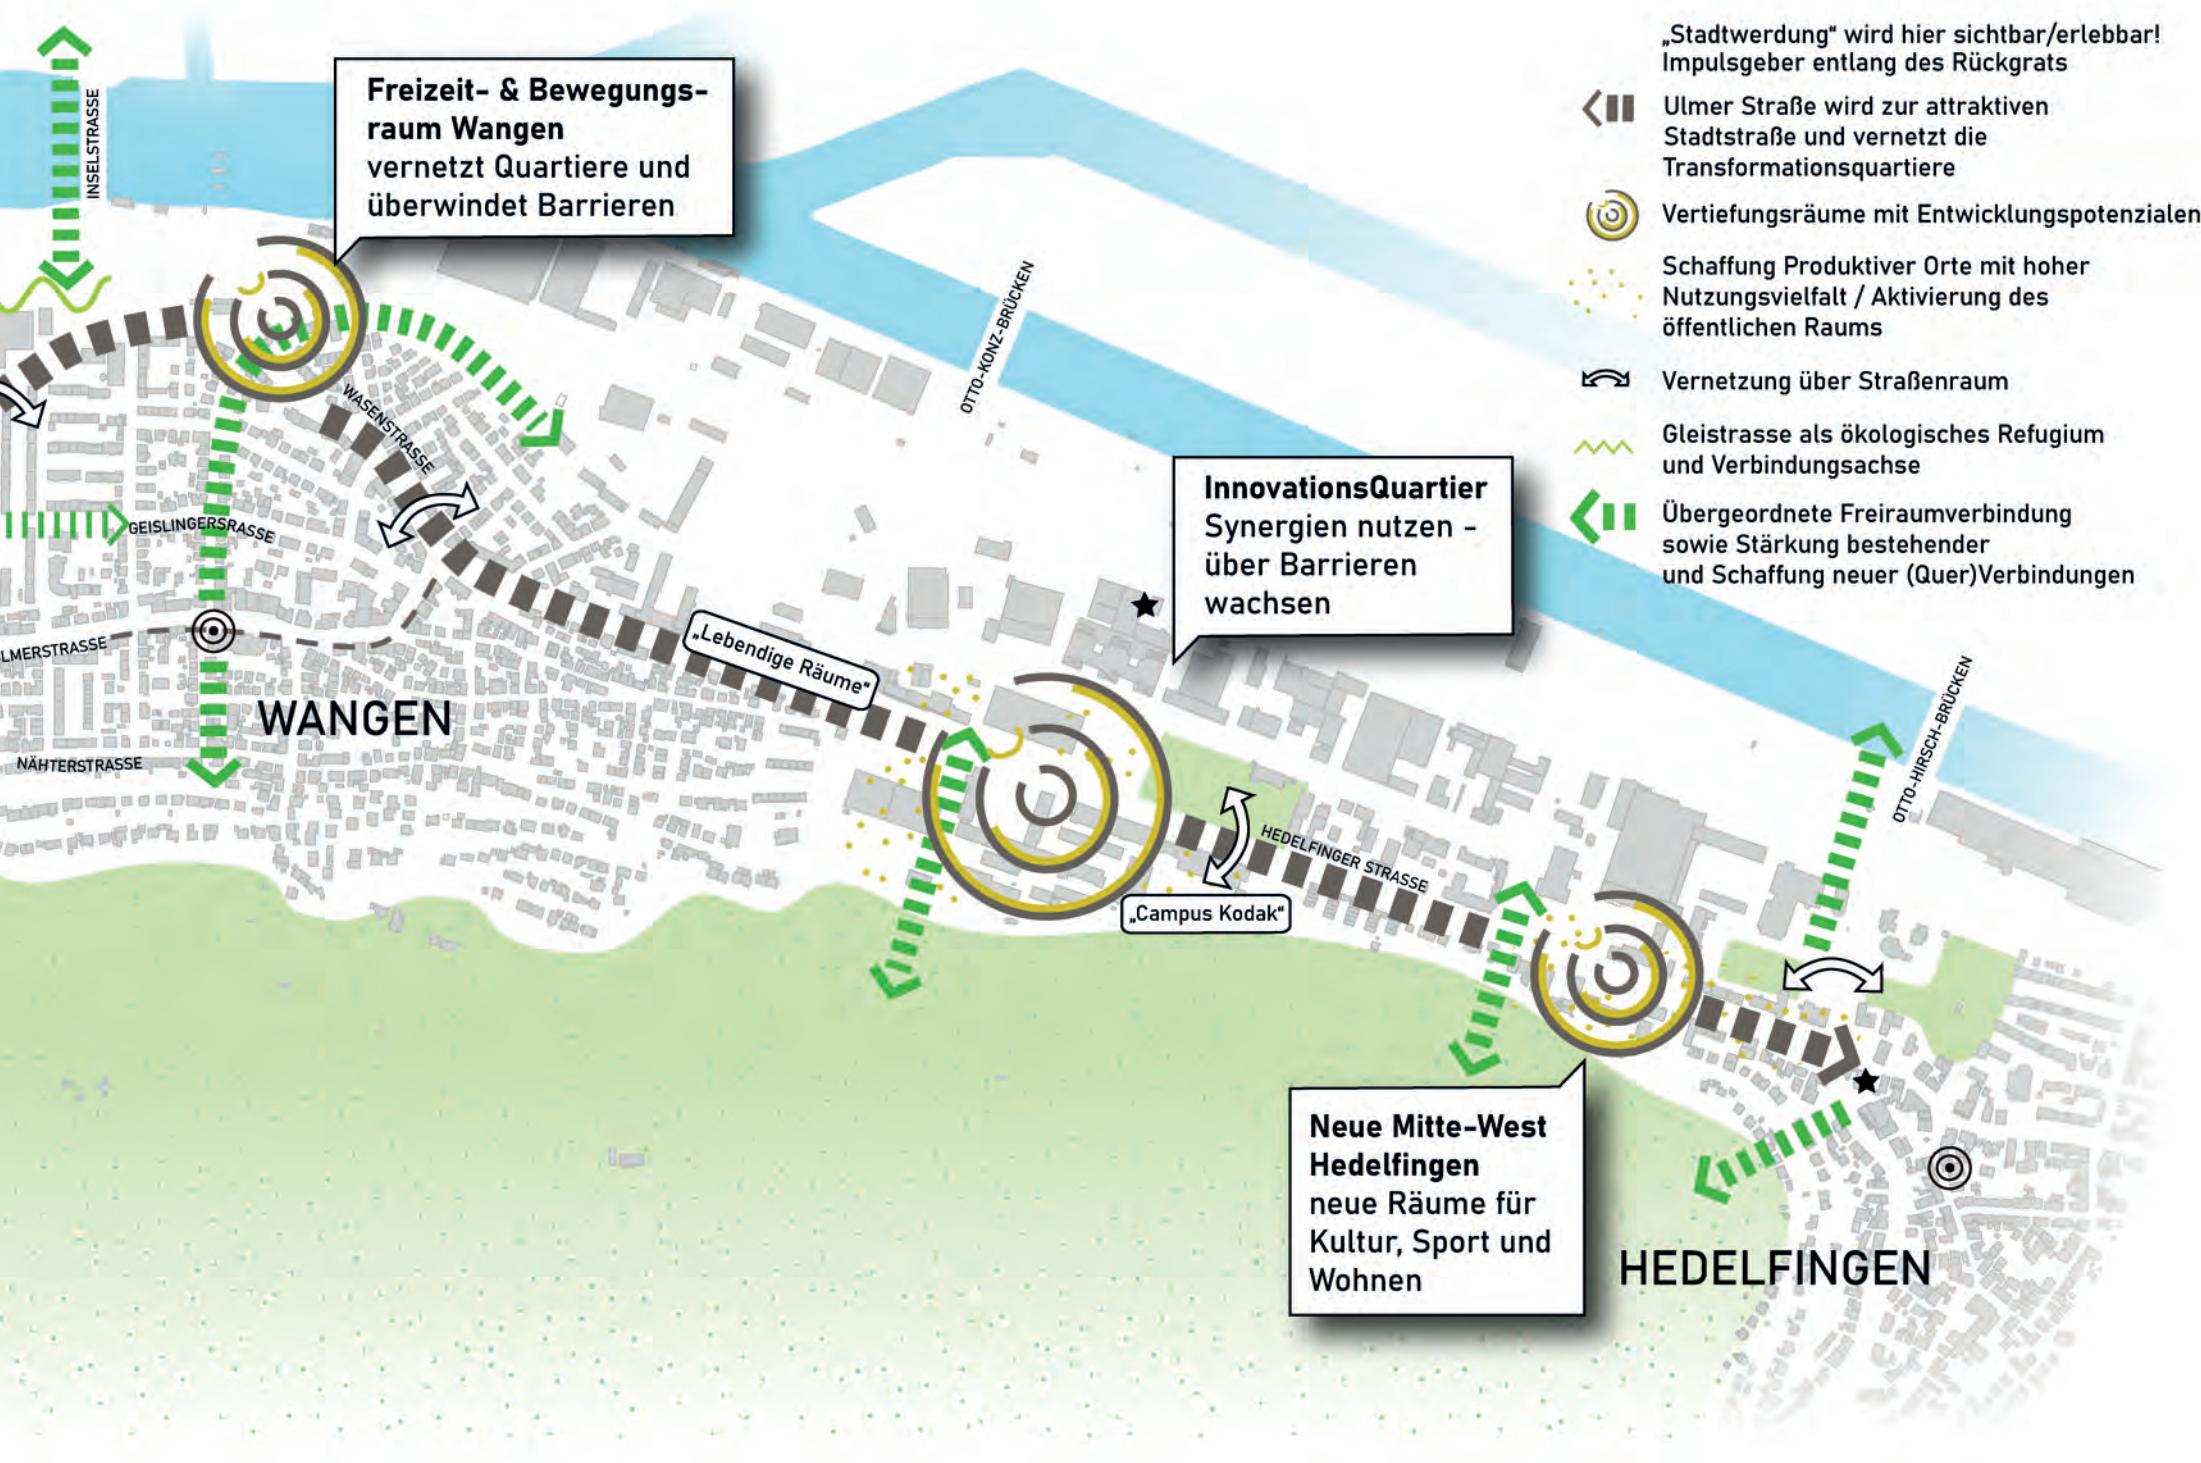 „Stadtwerdung“ wird hier sichtbar/erlebbar!
Impulsgeber entlang des Rückgrats
Ulmer Straße wird zur attraktiven
Stadtstraße und vernetzt die
Transformationsquartiere
Vertiefungsräume mit Entwicklungspotenzialen
Schaffung Produktiver Orte mit hoher
Nutzungsvielfalt / Aktivierung des
öffentlichen Raums
Vernetzung über Straßenraum
Gleistrasse als ökologisches Refugium
und Verbindungsachse
Übergeordnete Freiraumverbindung
sowie Stärkung bestehender
und Schaffung neuer (Quer)Verbindungen
INSELSTRASSE
Freizeit- & Bewegungs-
raum Wangen
vernetzt Quartiere und
überwindet Barrieren
OTTO-KONZ-BRÜCKEN
WASENSTRASSE
GEISLINGERSRASSE
InnovationsQuartier
Synergien nutzen -
über Barrieren
wachsen
LMERSTRASSE
„Lebendige Räume“
WANGEN
NÄHTERSTRASSE
OTTO-HIRSCH-BRÜCKEN
HEDELFINGER STRASSE
„Campus Kodak“
Neue Mitte-West
Hedelfingen
neue Räume für
Kultur, Sport und
Wohnen
HEDELFINGEN